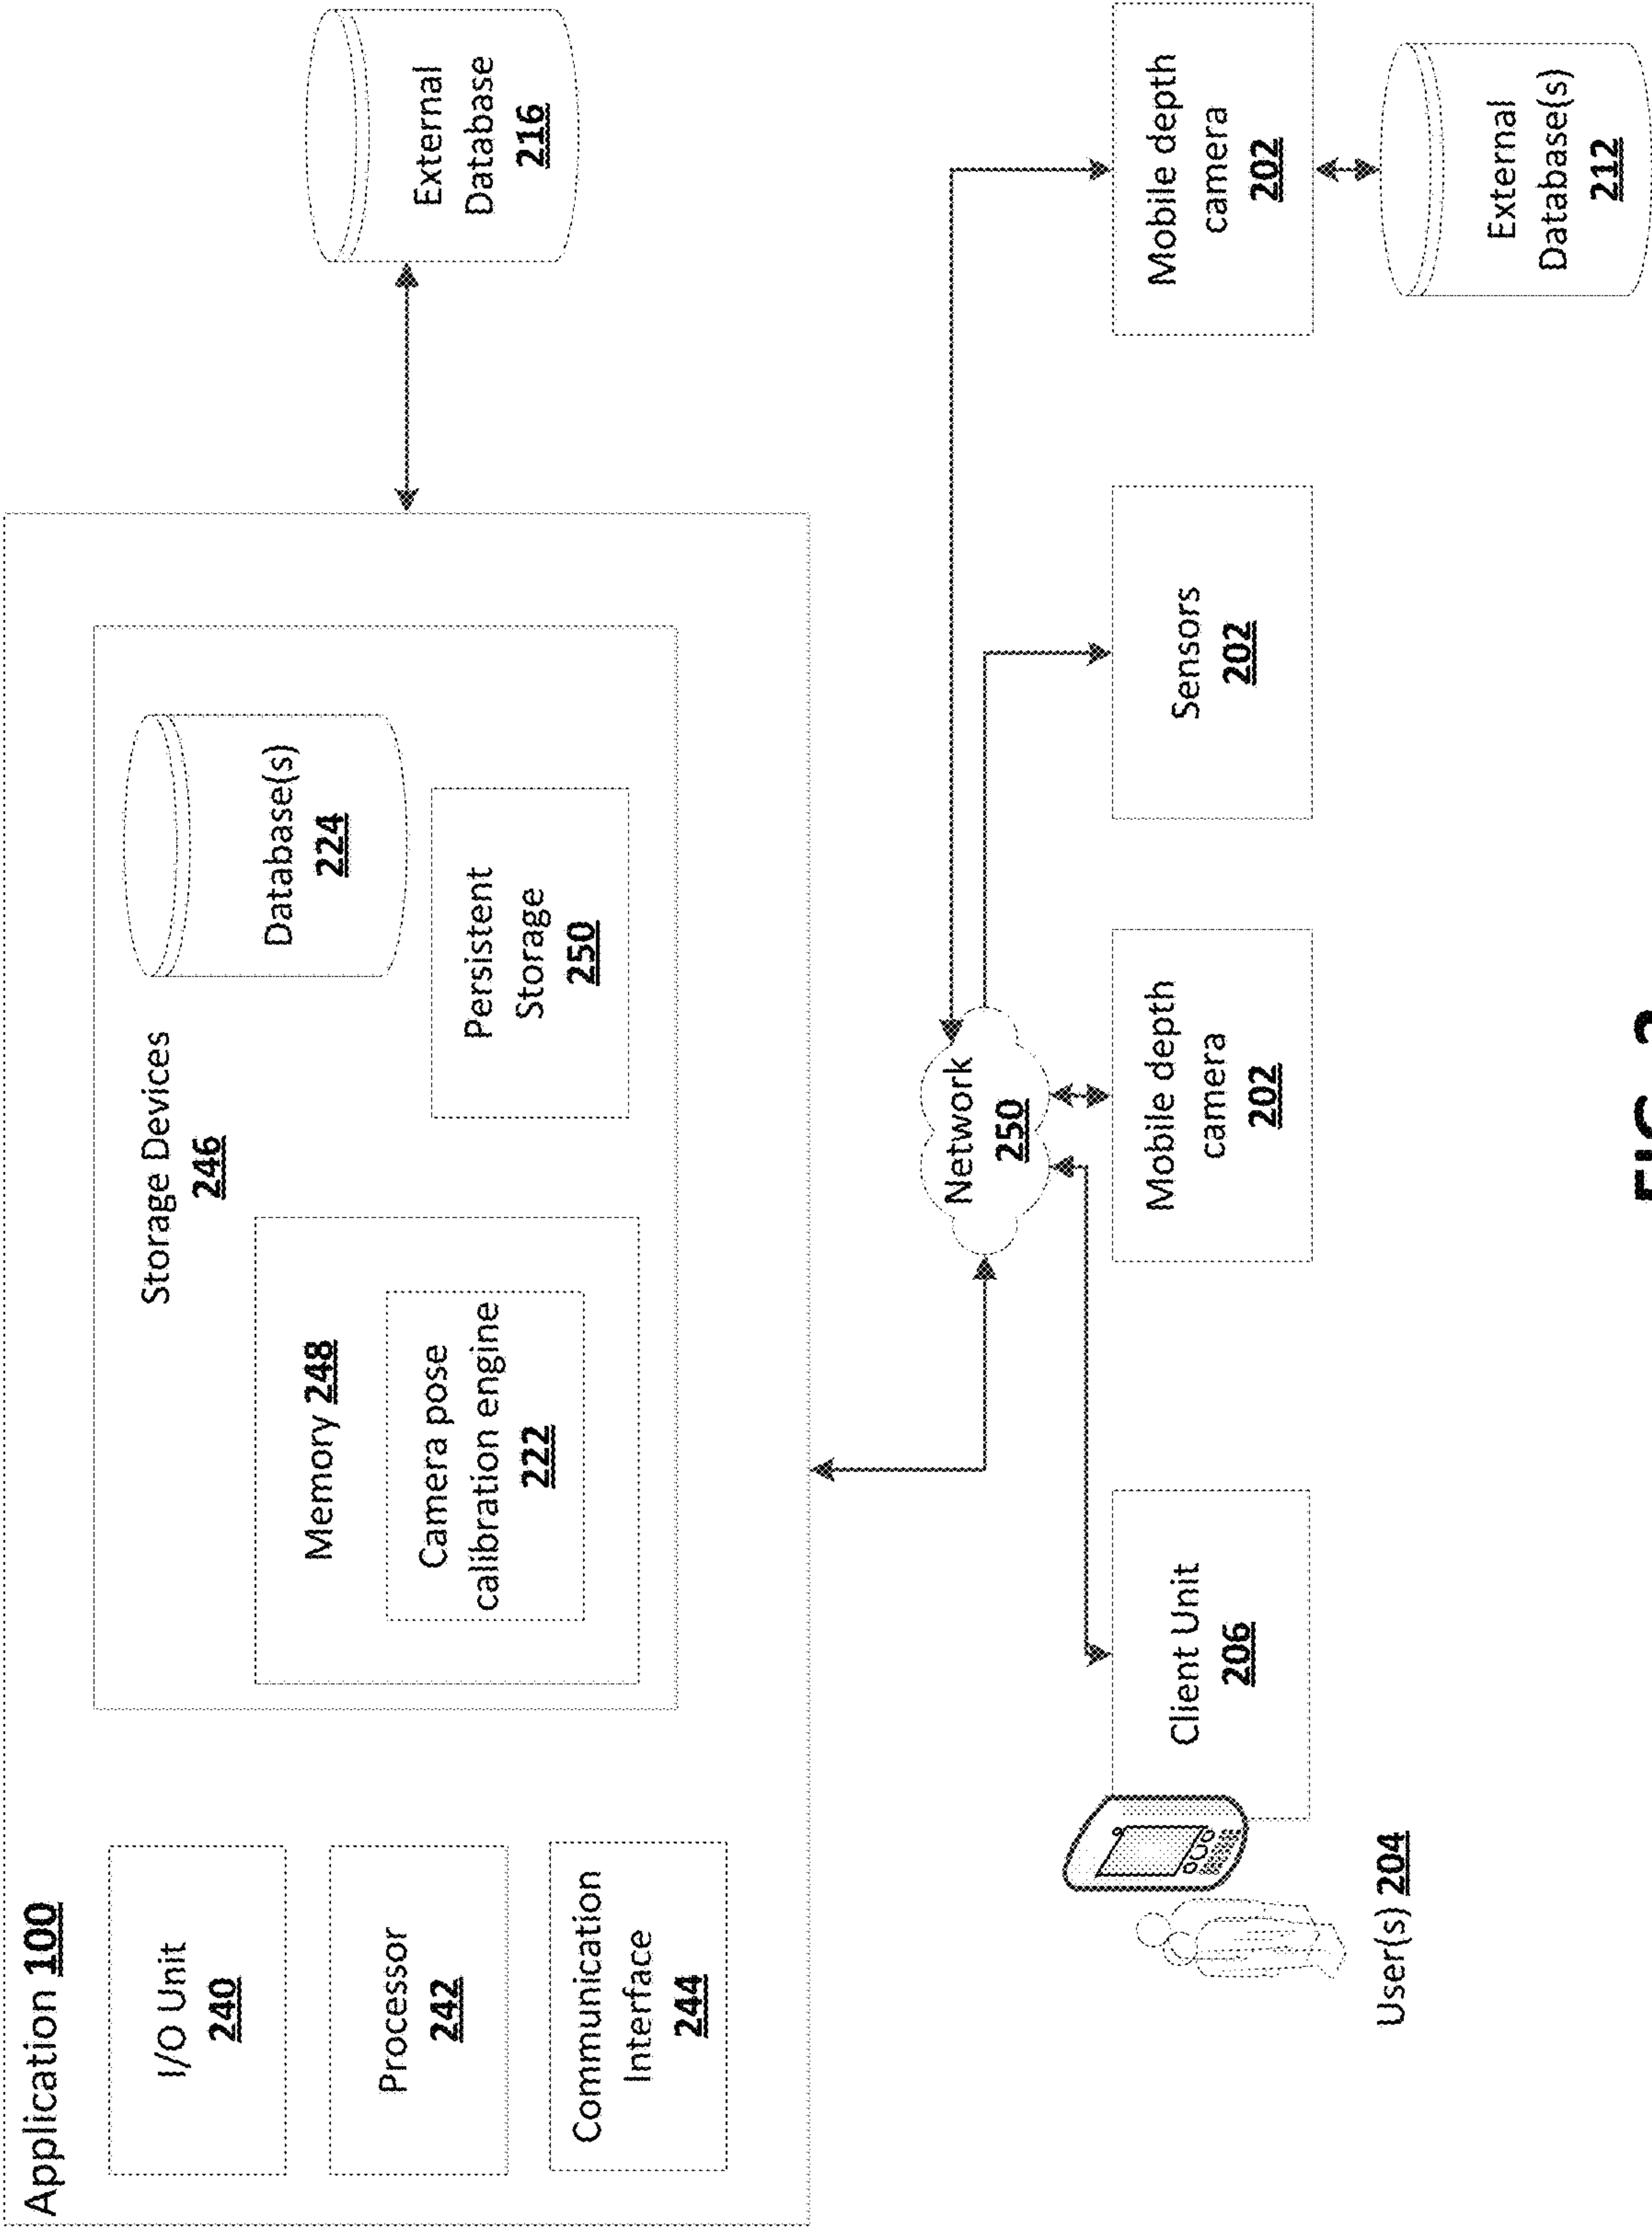 Application 100
I/O Unit
240
Processor
242
Communication
Interface
244
Storage Devices
246
Memory 248
Camera pose
calibration engine
222
Database(s)
224
Persistent
Storage
250
External
Database
216
Network
250
Client Unit
206
User(s) 204
Mobile depth
camera
202
Sensors
202
Mobile depth
camera
202
External
Database(s)
212